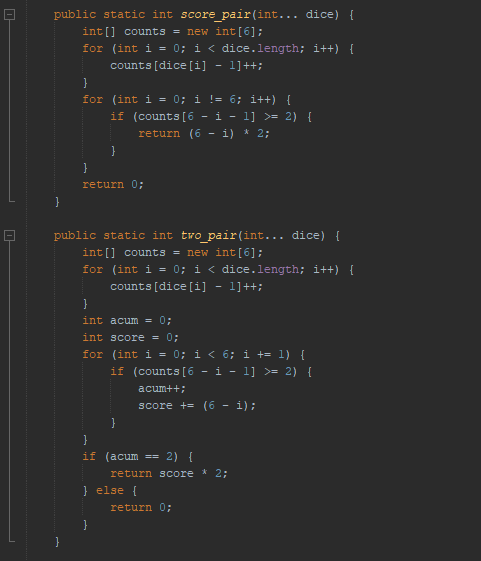 public static int score_pair(int... dice) {
int[] counts = new int[6];
for (int i = 0; i < dice.length; i++) {
counts[dice[i] - 1]++;
}
for (int i = 0; i != 6; i++) {
if (counts[6 - i - 1] >= 2) {
return (6 - i) * 2;
}
}
return 0;
}
public static int two_pair(int... dice) {
int[] counts = new int[6];
for (int i = 0; i < dice.length; i++) {
counts[dice[i] - 1]++;
}
int acum = 0;
int score = 0;
for (int i = 0; i < 6; i += 1) {
if (counts[6 - i - 1] >= 2) {
acum++;
score += (6 - i);
}
}
if (acum == 2) {
return score * 2;
} else {
return 0;
}
}